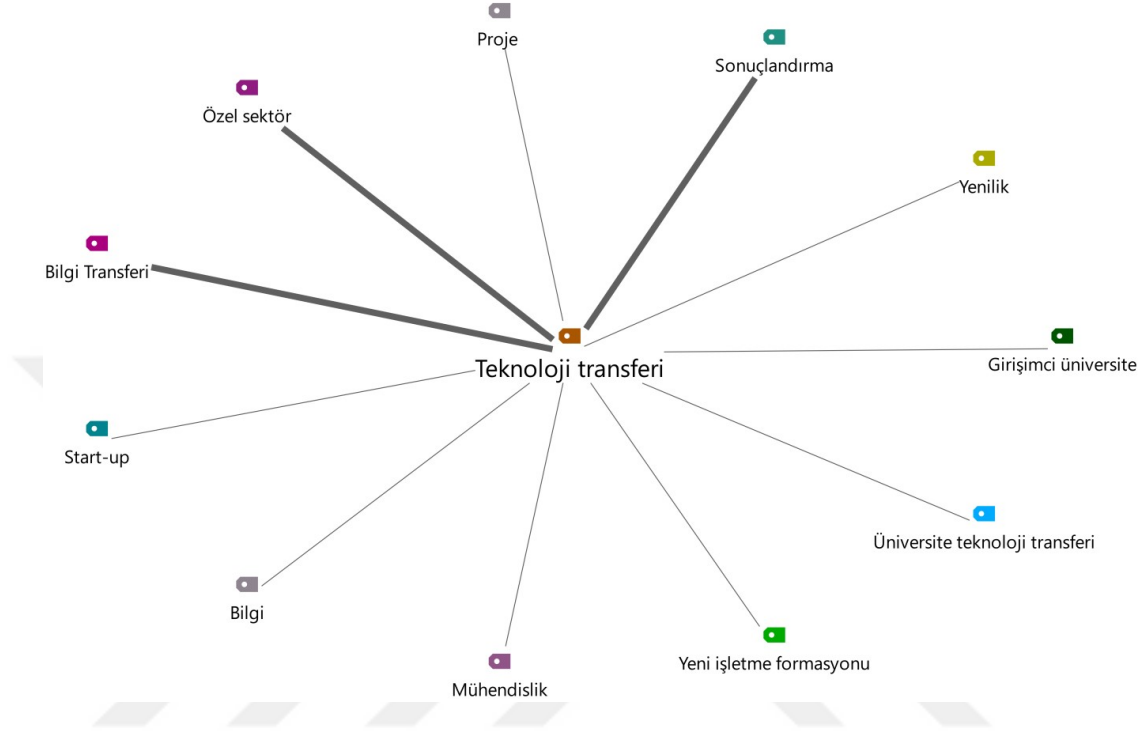 Proje
Sonuçlandırma
Özel sektör
Yenilik
Bilgi Transferi
Teknoloji transferi
Girişimci üniversite
Start-up
Üniversite teknoloji transferi
Bilgi
Yeni işletme formasyonu
Mühendislik